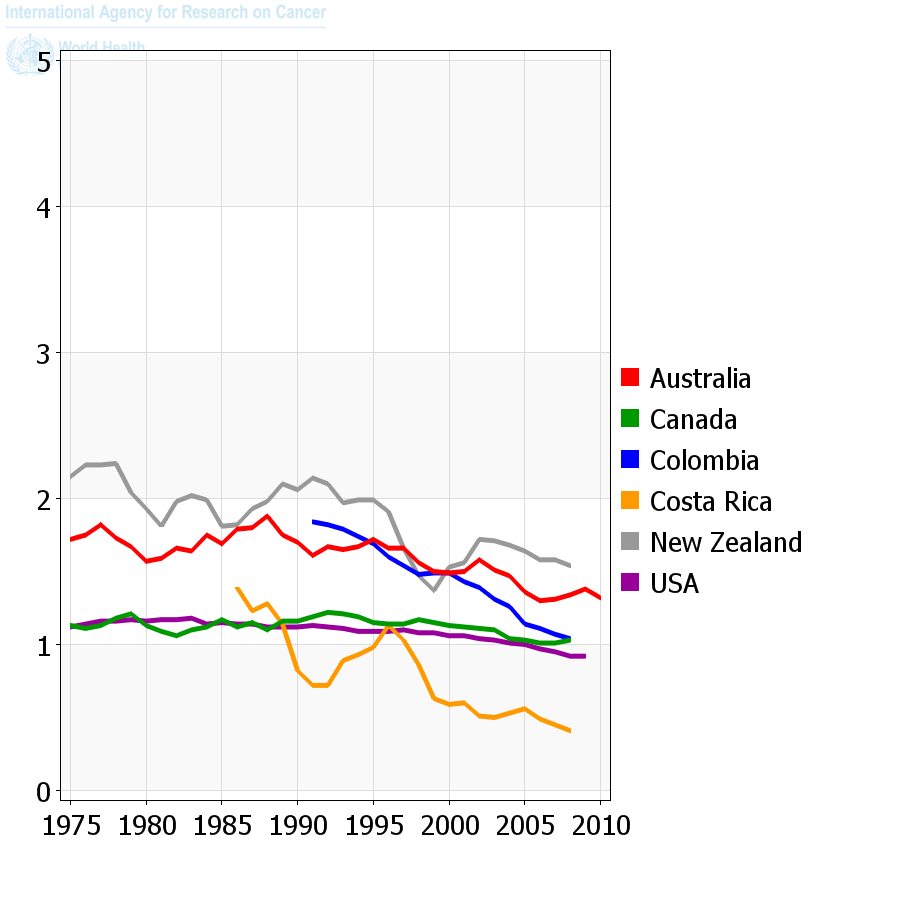 International Agency for Research on Cancer
World Health
5
4
3
2
1
0
1975 1980 1985 1990 1995 2000 2005 2010
Australia
Canada
Colombia
Costa Rica
New Zealand
USA